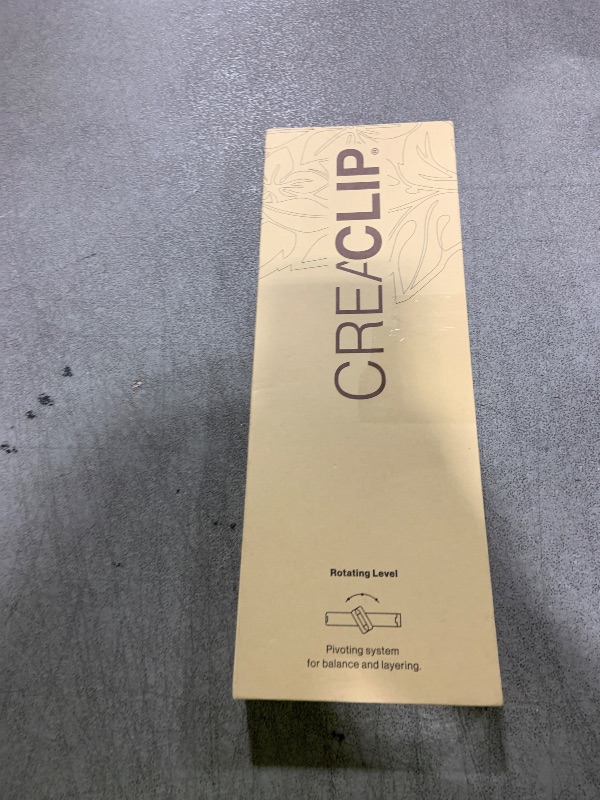 CREACLIP®
Rotating Level
Pivoting system
for balance and layering.